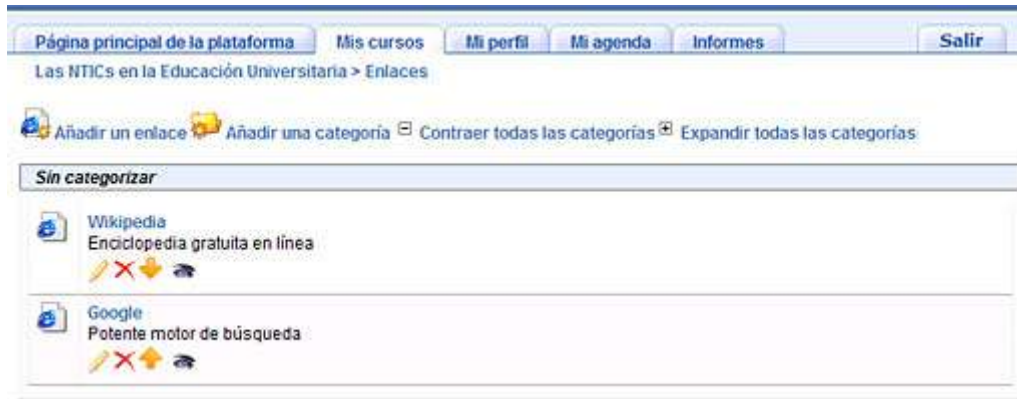 Página principal de la plataforma Mis cursos Mi perfil Mi agenda Informes Salir
Las NTICs en la Educación Universitaria > Enlaces
Añadir un enlace Añadir una categoría Contraer todas las categorías Expandir todas las categorías
Sin categorizar
Wikipedia
Enciclopedia gratuita en línea
Google
Potente motor de búsqueda